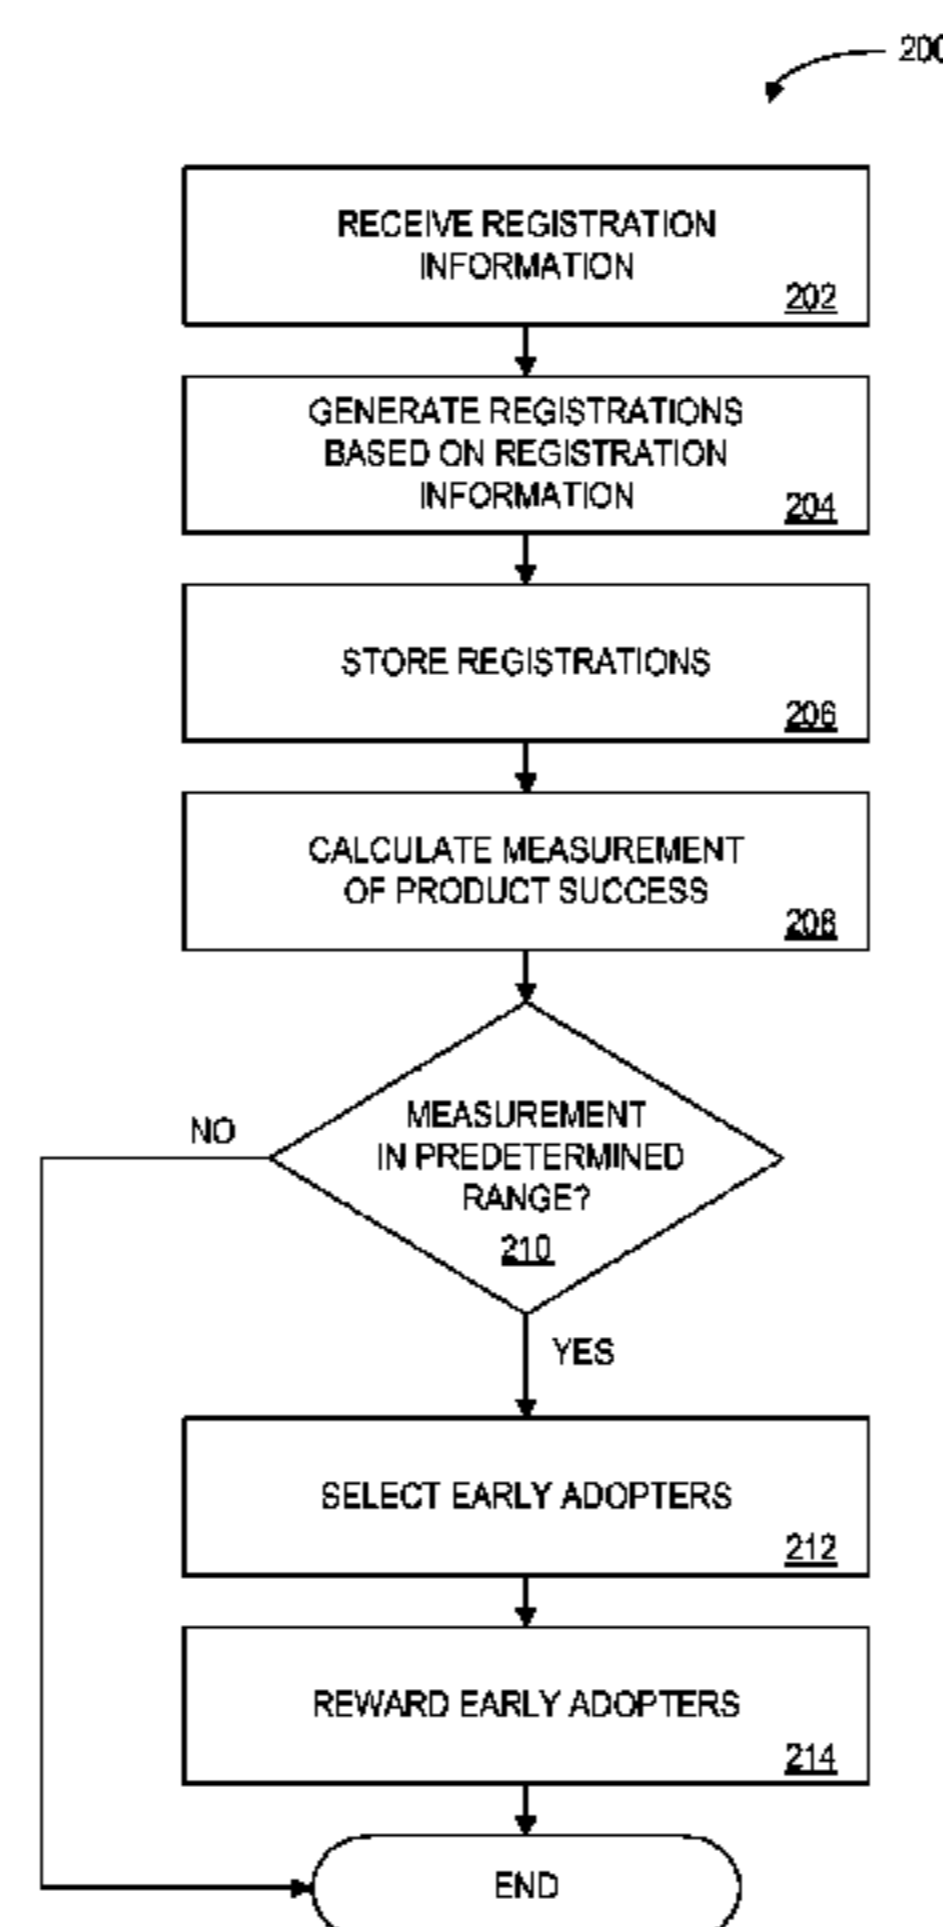 200
RECEIVE REGISTRATION
INFORMATION
202
GENERATE REGISTRATIONS
BASED ON REGISTRATION
INFORMATION
204
STORE REGISTRATIONS
206
CALCULATE MEASUREMENT
OF PRODUCT SUCCESS
208
MEASUREMENT
IN PREDETERMINED
RANGE?
210
NO
YES
SELECT EARLY ADOPTERS
212
REWARD EARLY ADOPTERS
214
END